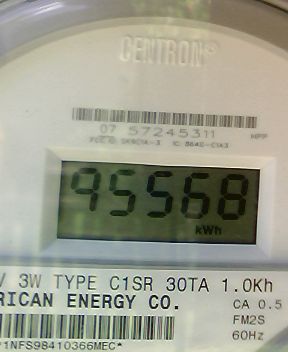 CENTRON®
07 57245311
95568
kWh
V 3W TYPE C1SR 30TA 1.0Kh
RICAN ENERGY CO.
CA 0.5
FM2S
60Hz
1NFS98410366MEC*